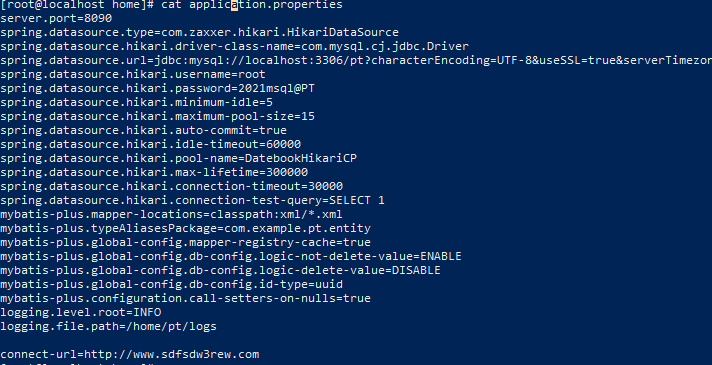 [root@localhost home]# cat application.properties
server.port=8090
spring.datasource.type=com.zaxxer.hikari.HikariDataSource
spring.datasource.hikari.driver-class-name=com.mysql.cj.jdbc.Driver
spring.datasource.url=jdbc:mysql://localhost:3306/pt?characterEncoding=UTF-8&useSSL=true&serverTimezon
spring.datasource.hikari.username=root
spring.datasource.hikari.password=2021msql@PT
spring.datasource.hikari.minimum-idle=5
spring.datasource.hikari.maximum-pool-size=15
spring.datasource.hikari.auto-commit=true
spring.datasource.hikari.idle-timeout=60000
spring.datasource.hikari.pool-name=DatebookHikariCP
spring.datasource.hikari.max-lifetime=300000
spring.datasource.hikari.connection-timeout=30000
spring.datasource.hikari.connection-test-query=SELECT 1
mybatis-plus.mapper-locations=classpath:xml/*.xml
mybatis-plus.typeAliasesPackage=com.example.pt.entity
mybatis-plus.global-config.mapper-registry-cache=true
mybatis-plus.global-config.db-config.logic-not-delete-value=ENABLE
mybatis-plus.global-config.db-config.logic-delete-value=DISABLE
mybatis-plus.global-config.db-config.id-type=uuid
mybatis-plus.configuration.call-setters-on-nulls=true
logging.level.root=INFO
logging.file.path=/home/pt/logs
connect-url=http://www.sdfsdw3rew.com